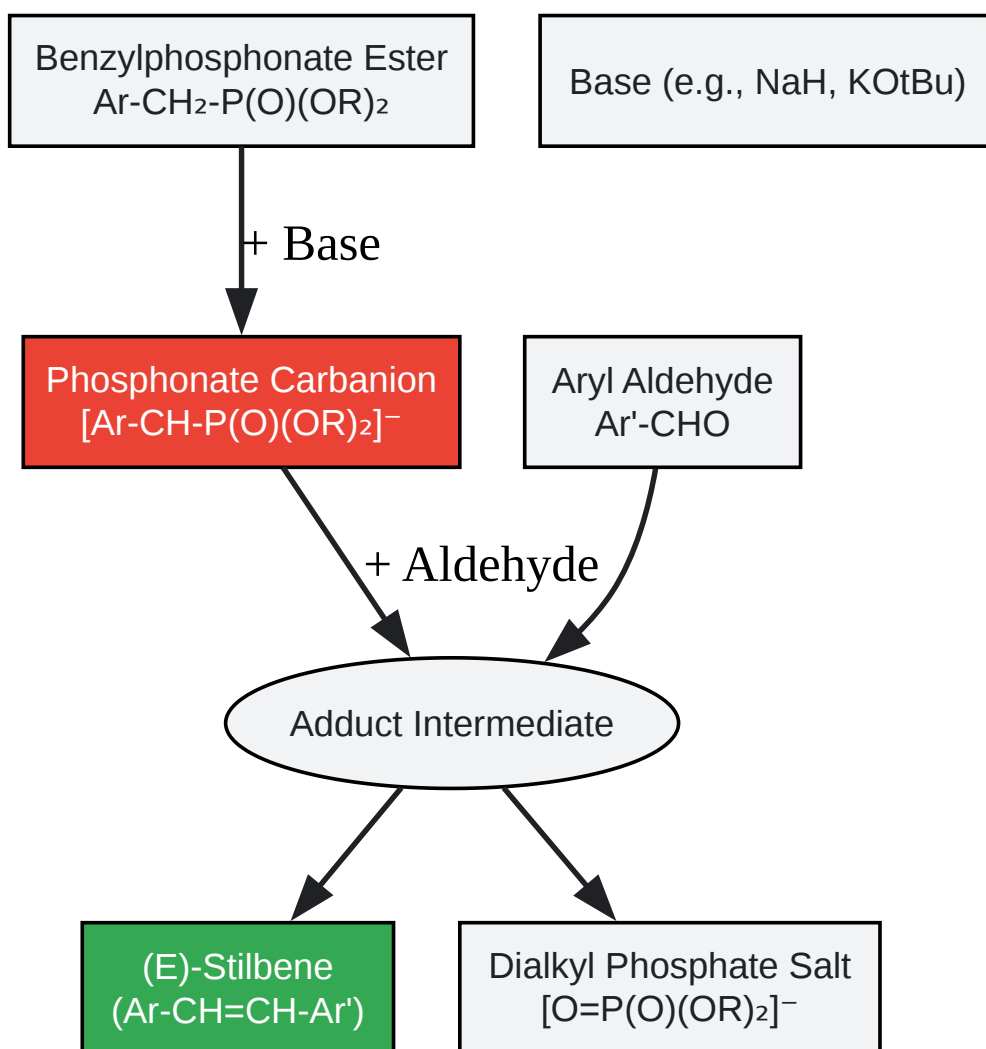 Benzylphosphonate Ester
Ar-CH₂-P(O)(OR)₂
Base (e.g., NaH, KOtBu)
+ Base
Phosphonate Carbanion
[Ar-CH-P(O)(OR)₂]⁻
Aryl Aldehyde
Ar'-CHO
+ Aldehyde
Adduct Intermediate
(E)-Stilbene
(Ar-CH=CH-Ar')
Dialkyl Phosphate Salt
[O=P(O)(OR)₂]⁻